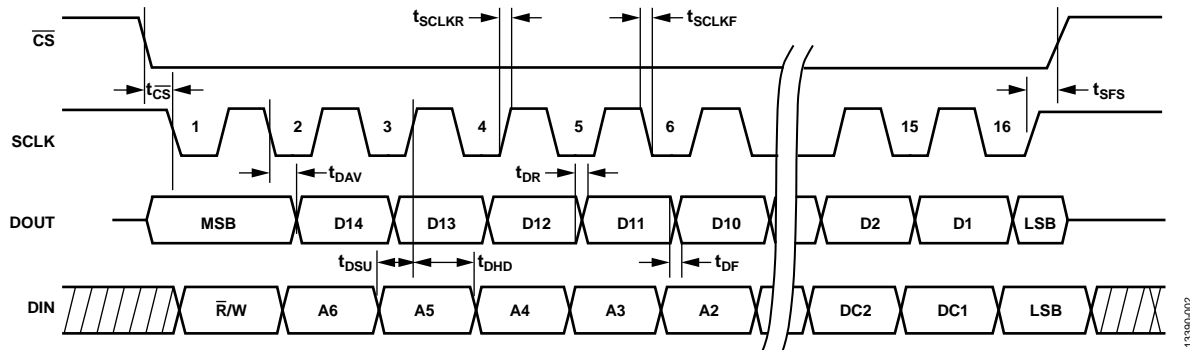 tSCLKR
tSCLKF
CS
tCS
tSFS
SCLK
1 2 3 4 5 6 15 16
tDAV
tDR
DOUT
MSB D14 D13 D12 D11 D10 D2 D1 LSB
tDSU
tDHD
tDF
DIN
R/W A6 A5 A4 A3 A2 DC2 DC1 LSB
13390-002